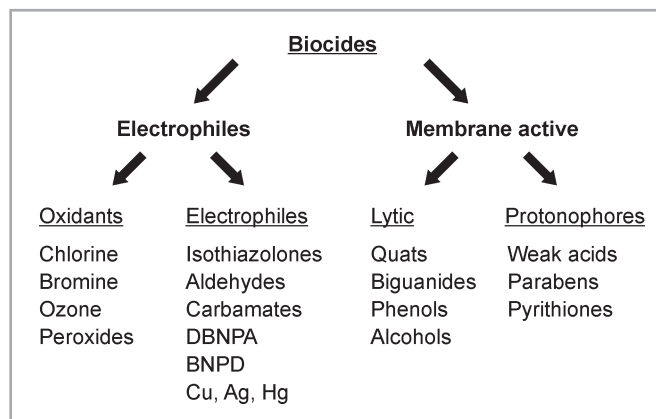 Biocides
Electrophiles
Membrane active
Oxidants
Chlorine
Bromine
Ozone
Peroxides
Electrophiles
Isothiazolones
Aldehydes
Carbamates
DBNPA
BNPD
Cu, Ag, Hg
Lytic
Quats
Biguanides
Phenols
Alcohols
Protonophores
Weak acids
Parabens
Pyrithiones